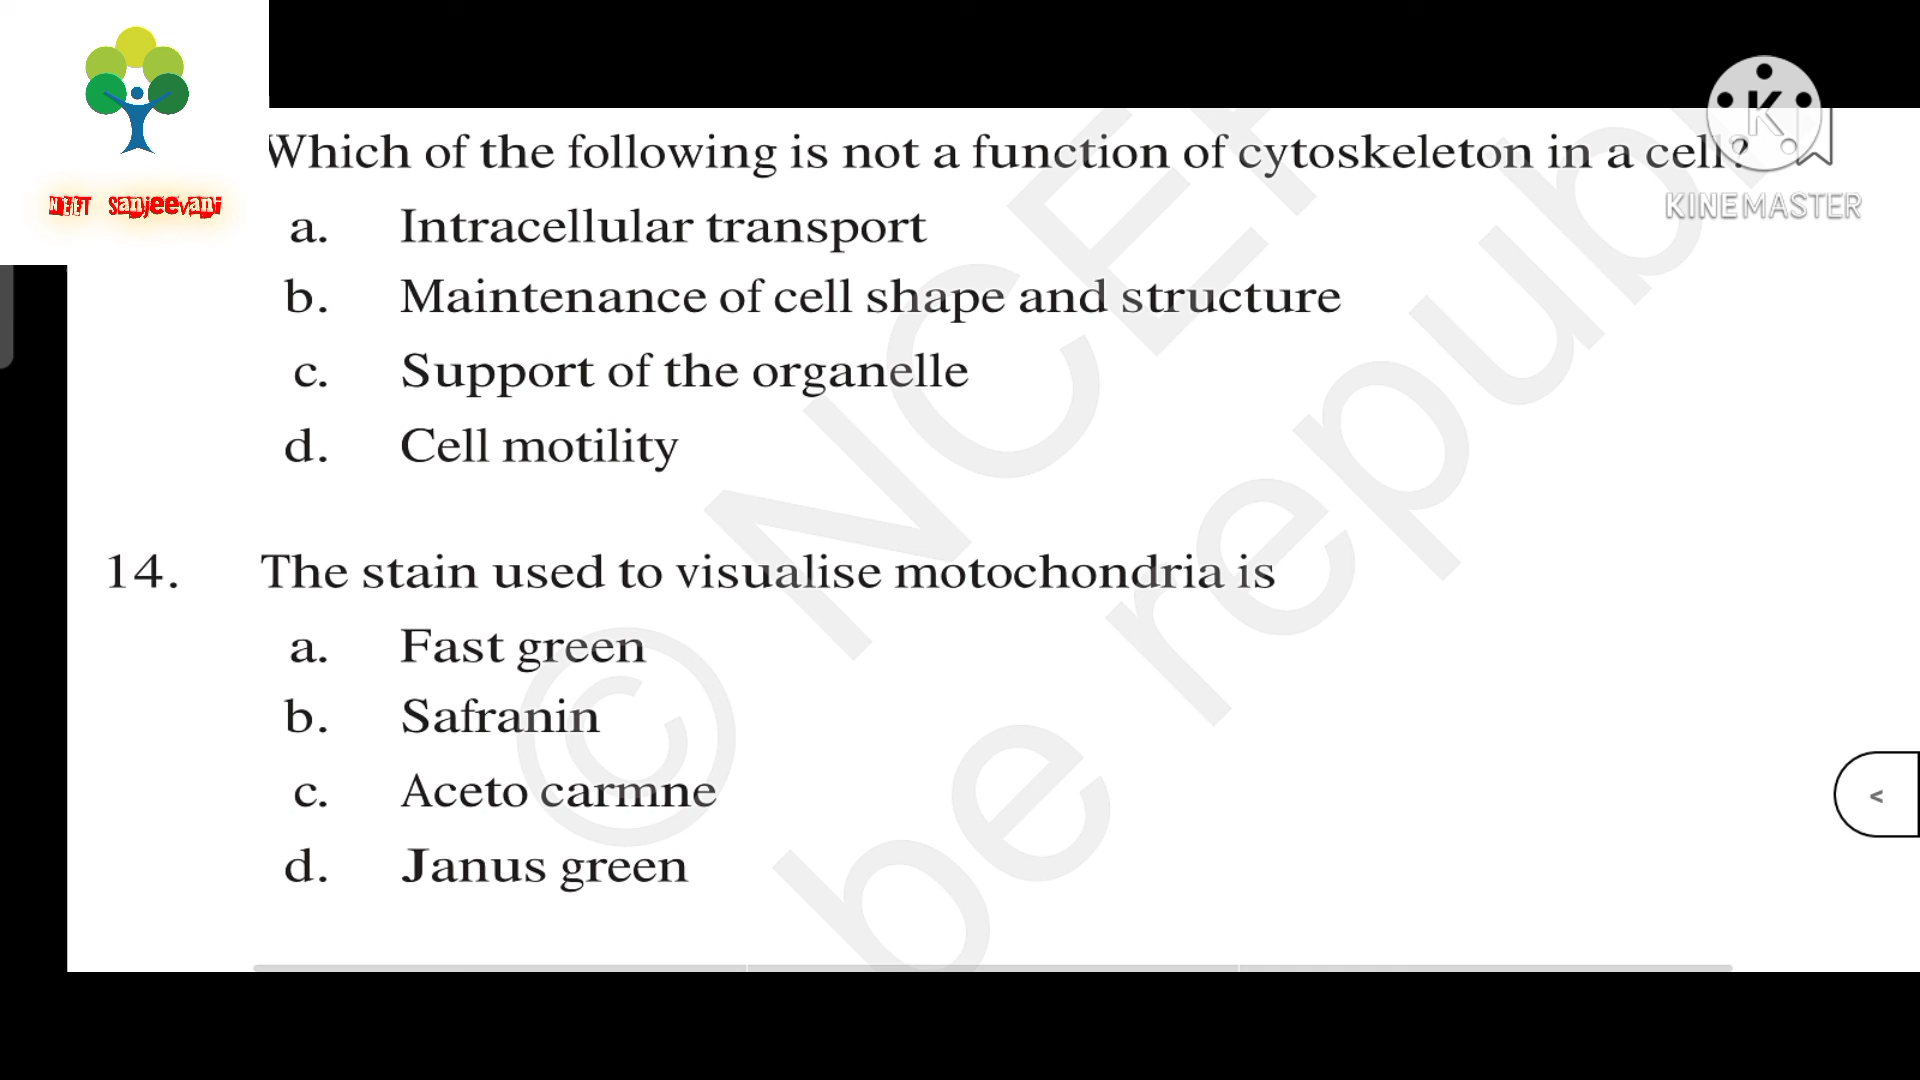 NEET Sanjeevani
Which of the following is not a function of cytoskeleton in a cell?
KINEMASTER
a. Intracellular transport
b. Maintenance of cell shape and structure
c. Support of the organelle
d. Cell motility
14. The stain used to visualise motochondria is
a. Fast green
b. Safranin
c. Aceto carmne
d. Janus green
© NCE
be repub
<